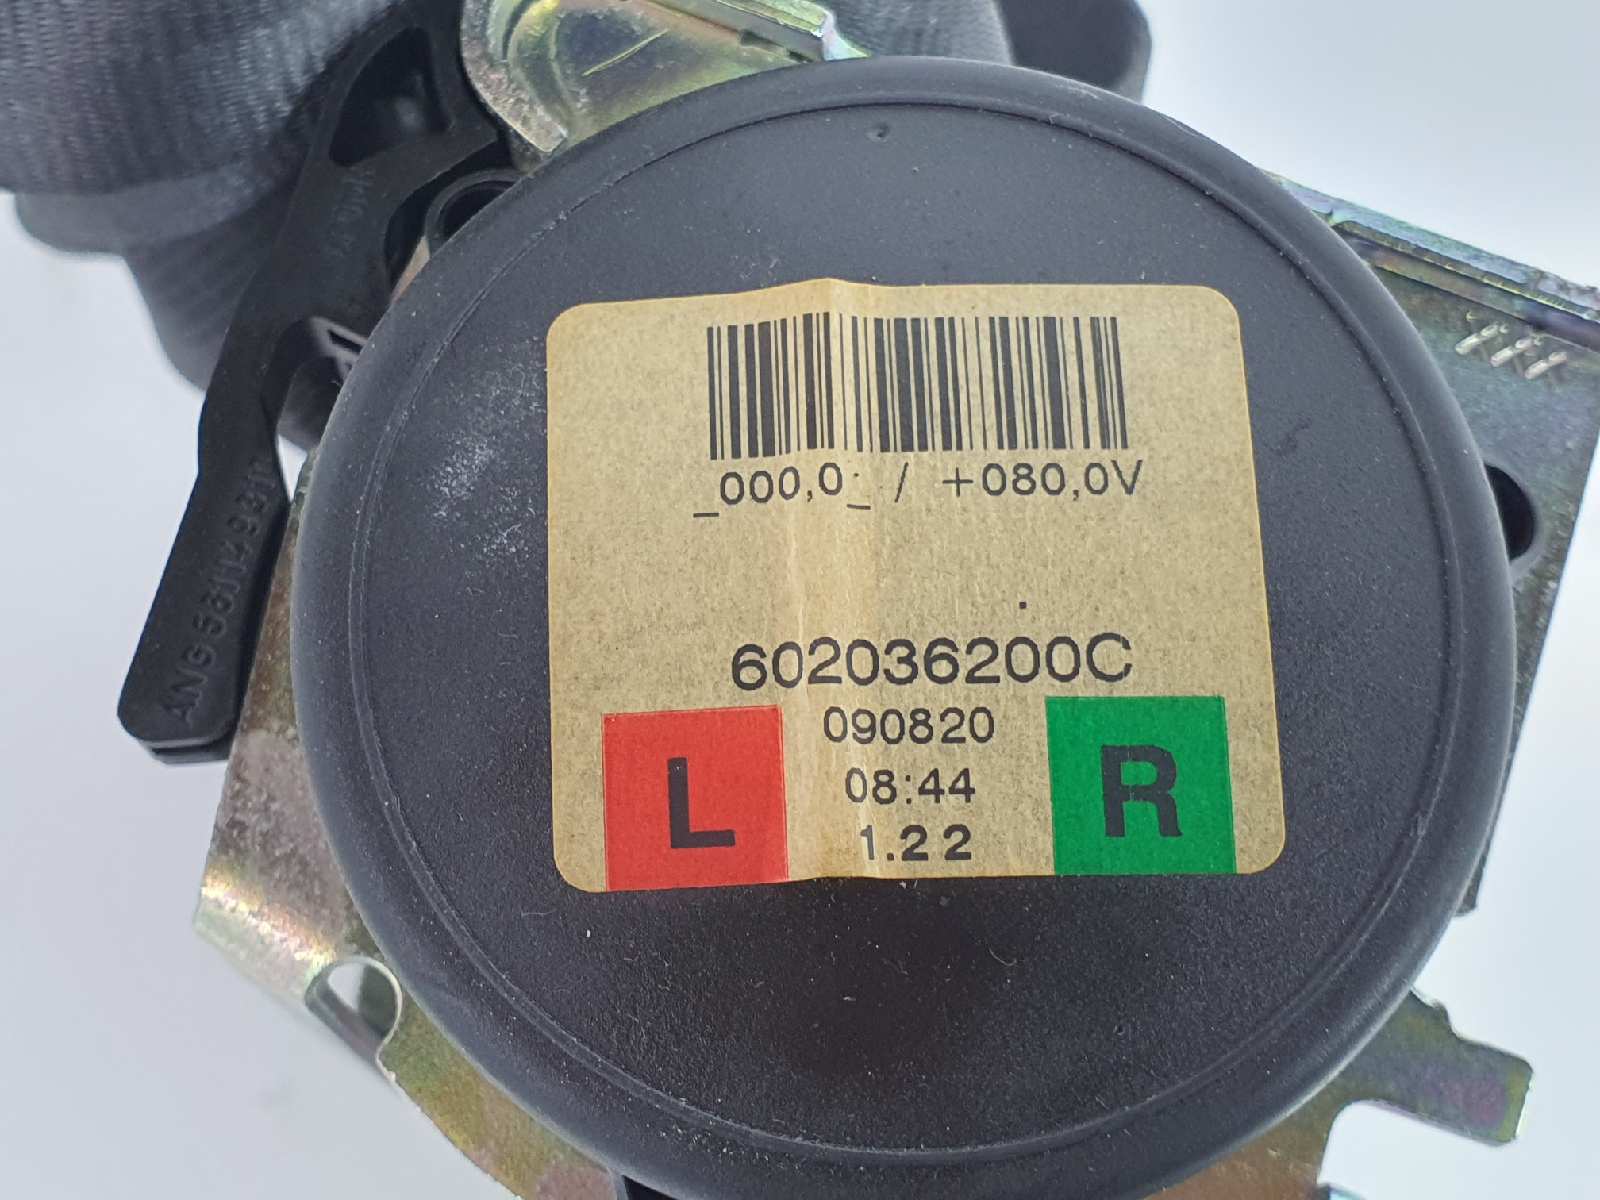 _000,0_ / +080,0V
602036200C
090820
08:44
1.22
L
R